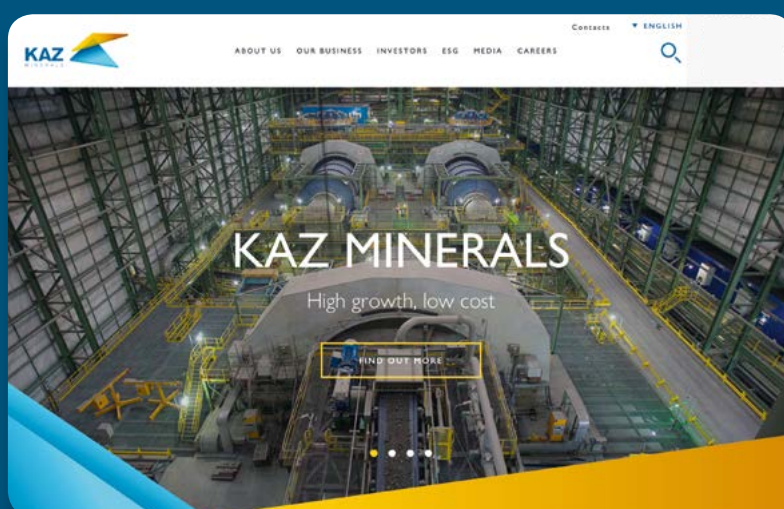 Contacts ▼ ENGLISH
KAZ
MINERALS
ABOUT US OUR BUSINESS INVESTORS ESG MEDIA CAREERS
KAZ MINERALS
High growth, low cost
FIND OUT MORE